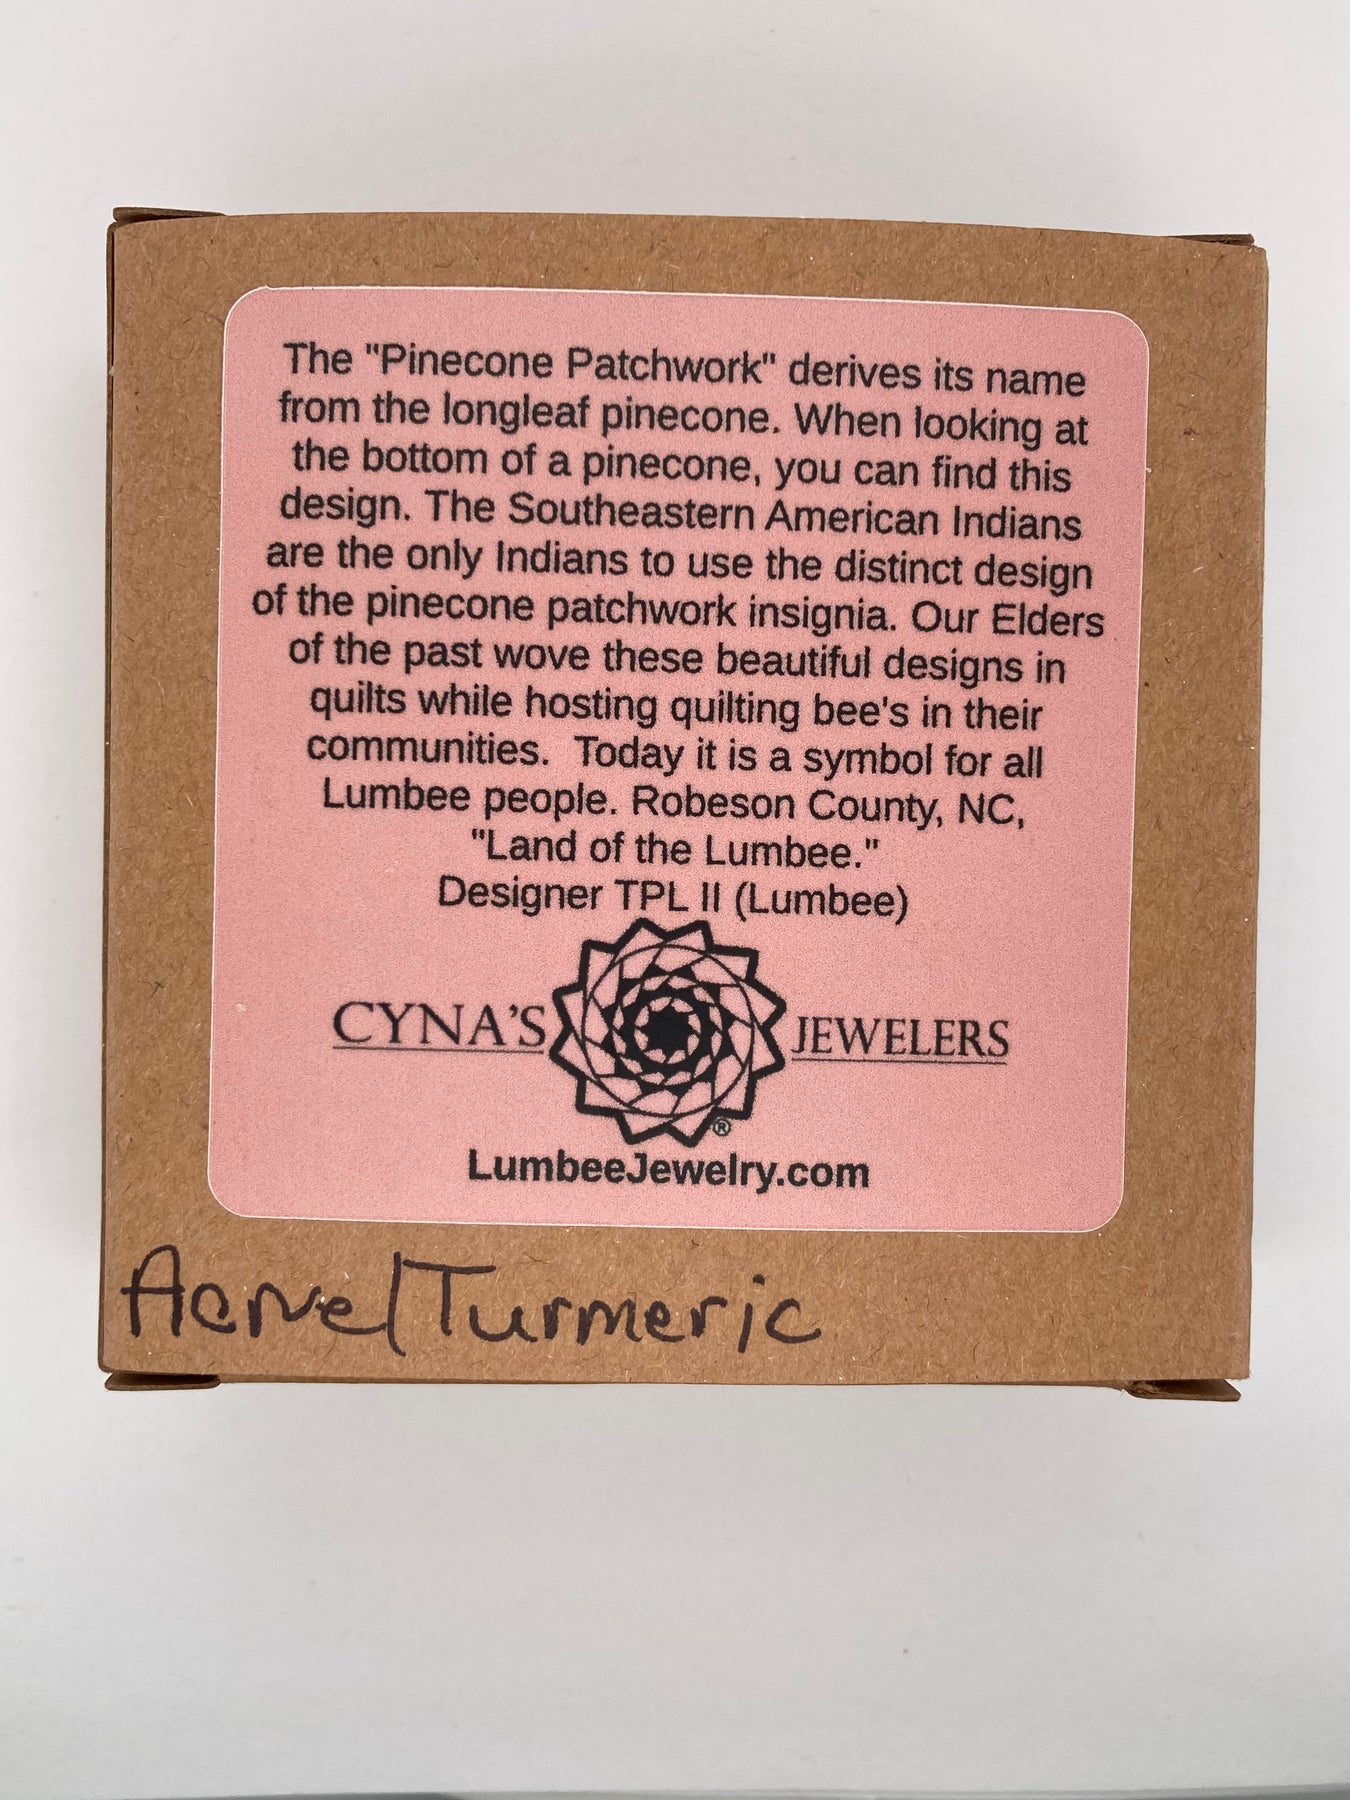 The "Pinecone Patchwork" derives its name
from the longleaf pinecone. When looking at
the bottom of a pinecone, you can find this
design. The Southeastern American Indians
are the only Indians to use the distinct design
of the pinecone patchwork insignia. Our Elders
of the past wove these beautiful designs in
quilts while hosting quilting bee's in their
communities.  Today it is a symbol for all
Lumbee people. Robeson County, NC,
"Land of the Lumbee."
Designer TPL II (Lumbee)
CYNA'S JEWELERS
®
LumbeeJewelry.com
Acne/Turmeric